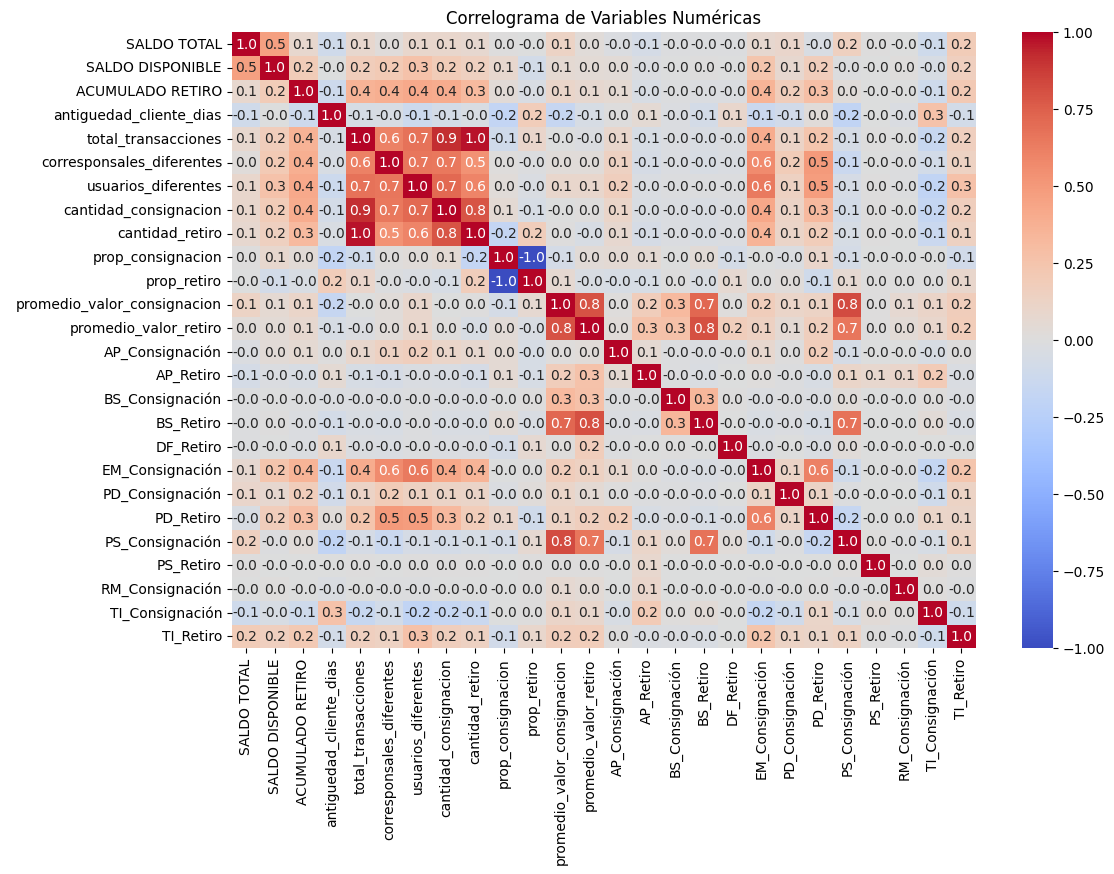 Correlograma de Variables Numéricas
SALDO TOTAL 1.0 0.5 0.1 -0.1 0.1 0.0 0.1 0.1 0.1 0.0 -0.0 0.1 0.0 -0.0 -0.1 -0.0 -0.0 -0.0 0.1 0.1 -0.0 0.2 0.0 0.0 -0.1 0.2
SALDO DISPONIBLE 0.5 1.0 0.2 -0.0 0.2 0.2 0.3 0.2 0.2 0.1 -0.1 0.1 0.0 0.0 -0.0 -0.0 0.0 -0.0 0.2 0.1 0.2 -0.0 -0.0 0.0 -0.0 0.2
ACUMULADO RETIRO 0.1 0.2 1.0 -0.1 0.4 0.4 0.4 0.4 0.3 0.0 -0.0 0.1 0.1 0.1 -0.0 -0.0 0.0 -0.0 0.4 0.2 0.3 0.0 -0.0 0.0 -0.1 0.2
antiguedad_cliente_dias -0.1 -0.0 -0.1 1.0 -0.1 -0.0 -0.1 -0.1 -0.0 -0.2 0.2 -0.2 -0.1 0.0 0.1 -0.0 -0.1 0.1 -0.1 -0.1 0.0 -0.2 -0.0 -0.0 0.3 -0.1
total_transacciones 0.1 0.2 0.4 -0.1 1.0 0.6 0.7 0.9 1.0 -0.1 0.1 -0.0 -0.0 0.1 -0.1 -0.0 -0.0 -0.0 0.4 0.1 0.2 -0.1 0.0 -0.0 -0.2 0.2
corresponsales_diferentes 0.0 0.2 0.4 -0.0 0.6 1.0 0.7 0.7 0.5 0.0 -0.0 0.0 0.0 0.1 -0.1 -0.0 -0.0 -0.0 0.6 0.2 0.5 -0.1 -0.0 -0.0 -0.1 0.1
usuarios_diferentes 0.1 0.3 0.4 -0.1 0.7 0.7 1.0 0.7 0.6 0.0 -0.0 0.1 0.1 0.2 -0.0 -0.0 -0.0 -0.0 0.6 0.1 0.5 -0.1 0.0 -0.0 -0.2 0.3
cantidad_consignacion 0.1 0.2 0.4 -0.1 0.9 0.7 0.7 1.0 0.8 0.1 -0.1 -0.0 0.0 0.1 -0.0 -0.0 -0.0 -0.0 0.4 0.1 0.3 -0.1 0.0 -0.0 -0.2 0.2
cantidad_retiro 0.1 0.2 0.3 -0.0 1.0 0.5 0.6 0.8 1.0 -0.2 0.2 -0.0 -0.0 0.1 -0.1 -0.0 -0.0 -0.0 0.4 0.1 0.2 -0.1 0.0 -0.0 -0.1 0.1
prop_consignacion 0.0 0.1 0.0 -0.2 -0.1 0.0 0.0 0.1 -0.2 1.0 -1.0 -0.1 0.0 0.0 0.1 0.0 0.0 -0.1 -0.0 0.0 0.1 -0.1 0.0 0.0 -0.0 -0.1
prop_retiro -0.0 -0.1 -0.0 0.2 0.1 -0.0 -0.0 -0.1 0.2 -1.0 1.0 0.1 -0.0 -0.0 -0.1 -0.0 -0.0 0.1 0.0 0.0 -0.1 0.1 -0.0 -0.0 0.0 0.1
promedio_valor_consignacion 0.1 0.1 0.1 -0.2 -0.0 0.0 0.1 -0.0 -0.0 -0.1 0.1 1.0 0.8 0.0 0.2 0.3 0.7 0.0 0.2 0.1 0.1 0.8 -0.0 0.1 0.1 0.2
promedio_valor_retiro 0.0 0.0 0.1 -0.1 -0.0 0.0 0.1 0.0 -0.0 0.0 -0.0 0.8 1.0 0.0 0.3 0.3 0.8 0.2 0.1 0.1 0.2 0.7 -0.0 0.0 0.1 0.2
AP_Consignación -0.0 0.0 0.1 0.0 0.1 0.1 0.2 0.1 0.1 0.0 -0.0 0.0 0.0 1.0 0.1 -0.0 -0.0 -0.0 0.1 0.0 0.2 -0.1 0.0 -0.0 -0.0 0.0
AP_Retiro -0.1 -0.0 -0.0 0.1 -0.1 -0.1 -0.0 -0.0 -0.1 0.1 -0.1 0.2 0.3 0.1 1.0 -0.0 -0.0 -0.0 0.0 -0.0 0.0 0.1 0.1 0.1 0.2 -0.0
BS_Consignación -0.0 -0.0 -0.0 -0.0 -0.0 -0.0 -0.0 -0.0 -0.0 0.0 -0.0 0.3 0.3 -0.0 -0.0 1.0 0.3 -0.0 -0.0 -0.0 -0.0 0.0 -0.0 -0.0 0.0 -0.0
BS_Retiro -0.0 0.0 0.0 -0.1 -0.0 -0.0 -0.0 -0.0 -0.0 0.0 -0.0 0.7 0.8 -0.0 -0.0 0.3 1.0 -0.0 -0.0 -0.0 -0.1 0.7 -0.0 -0.0 0.0 -0.0
DF_Retiro -0.0 -0.0 -0.0 0.1 -0.0 -0.0 -0.0 -0.0 -0.0 -0.1 0.1 0.0 0.2 -0.0 -0.0 -0.0 -0.0 1.0 -0.0 -0.0 -0.0 -0.0 -0.0 -0.0 -0.0 -0.0
EM_Consignación 0.1 0.2 0.4 -0.1 0.4 0.6 0.6 0.4 0.4 -0.0 0.0 0.2 0.1 0.1 0.0 -0.0 -0.0 -0.0 1.0 0.1 0.6 -0.1 -0.0 -0.0 -0.2 0.2
PD_Consignación 0.1 0.1 0.2 -0.1 0.1 0.2 0.1 0.1 0.1 0.0 0.0 0.1 0.1 0.0 -0.0 -0.0 -0.0 -0.0 0.1 1.0 0.1 -0.0 -0.0 0.0 -0.1 0.1
PD_Retiro -0.0 0.2 0.3 0.0 0.2 0.5 0.5 0.3 0.2 0.1 -0.1 0.1 0.2 0.2 0.0 -0.0 -0.1 -0.0 0.6 0.1 1.0 -0.2 -0.0 -0.0 0.1 0.1
PS_Consignación 0.2 -0.0 0.0 -0.2 -0.1 -0.1 -0.1 -0.1 -0.1 -0.1 0.1 0.8 0.7 -0.1 0.1 0.0 0.7 -0.0 -0.1 -0.0 -0.2 1.0 -0.0 -0.0 -0.1 0.1
PS_Retiro 0.0 -0.0 -0.0 -0.0 0.0 -0.0 0.0 0.0 0.0 0.0 -0.0 -0.0 -0.0 0.0 0.1 -0.0 -0.0 -0.0 -0.0 -0.0 -0.0 -0.0 1.0 -0.0 0.0 0.0
RM_Consignación 0.0 0.0 0.0 -0.0 -0.0 -0.0 -0.0 -0.0 -0.0 0.0 -0.0 0.1 0.0 -0.0 0.1 -0.0 -0.0 -0.0 -0.0 0.0 -0.0 -0.0 -0.0 1.0 0.0 -0.0
TI_Consignación -0.1 -0.0 -0.1 0.3 -0.2 -0.1 -0.2 -0.2 -0.1 -0.0 0.0 0.1 0.1 -0.0 0.2 0.0 0.0 -0.0 -0.2 -0.1 0.1 -0.1 0.0 0.0 1.0 -0.1
TI_Retiro 0.2 0.2 0.2 -0.1 0.2 0.1 0.3 0.2 0.1 -0.1 0.1 0.2 0.2 0.0 -0.0 -0.0 -0.0 -0.0 0.2 0.1 0.1 0.1 0.0 -0.0 -0.1 1.0
SALDO TOTAL
SALDO DISPONIBLE
ACUMULADO RETIRO
antiguedad_cliente_dias
total_transacciones
corresponsales_diferentes
usuarios_diferentes
cantidad_consignacion
cantidad_retiro
prop_consignacion
prop_retiro
promedio_valor_consignacion
promedio_valor_retiro
AP_Consignación
AP_Retiro
BS_Consignación
BS_Retiro
DF_Retiro
EM_Consignación
PD_Consignación
PD_Retiro
PS_Consignación
PS_Retiro
RM_Consignación
TI_Consignación
TI_Retiro
1.00
0.75
0.50
0.25
0.00
−0.25
−0.50
−0.75
−1.00